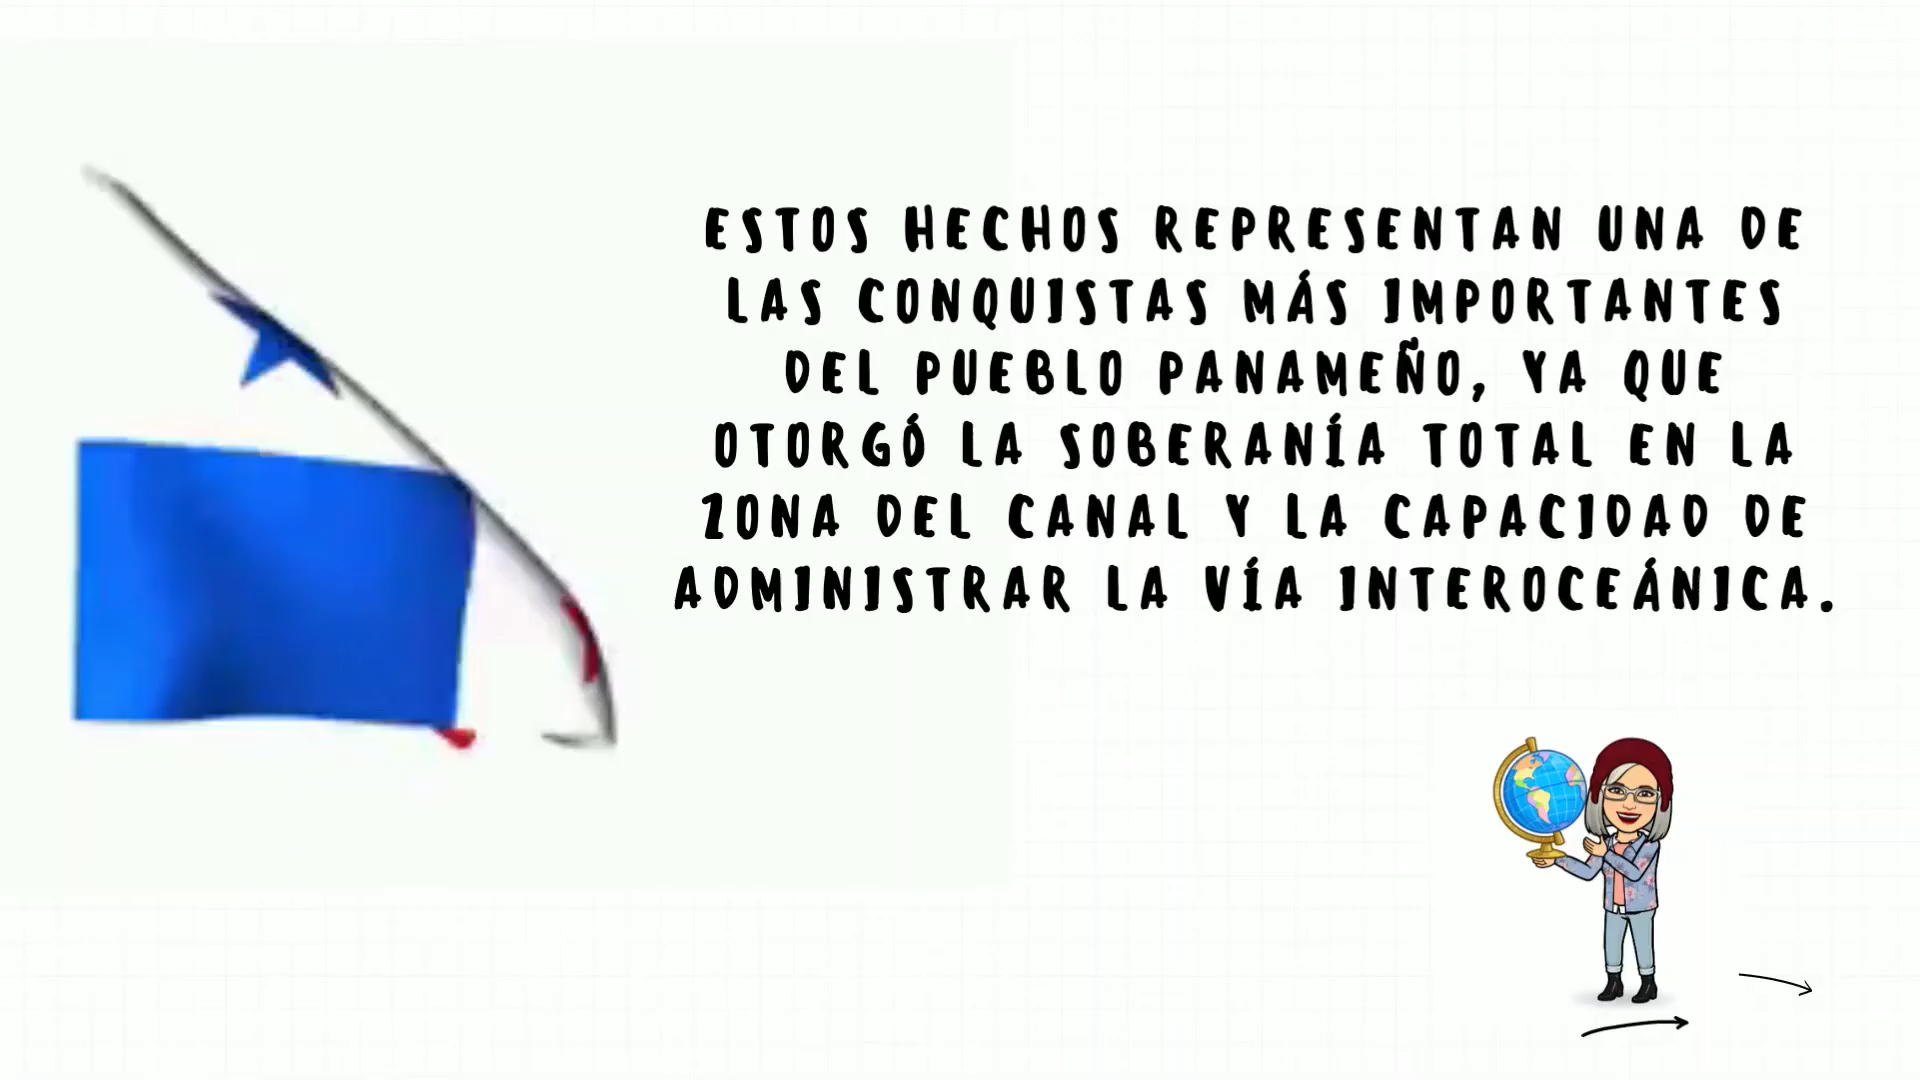 ESTOS HECHOS REPRESENTAN UNA DE
LAS CONQUISTAS MÁS IMPORTANTES
DEL PUEBLO PANAMEÑO, YA QUE
OTORGÓ LA SOBERANÍA TOTAL EN LA
ZONA DEL CANAL Y LA CAPACIDAD DE
ADMINISTRAR LA VÍA INTEROCEÁNICA.